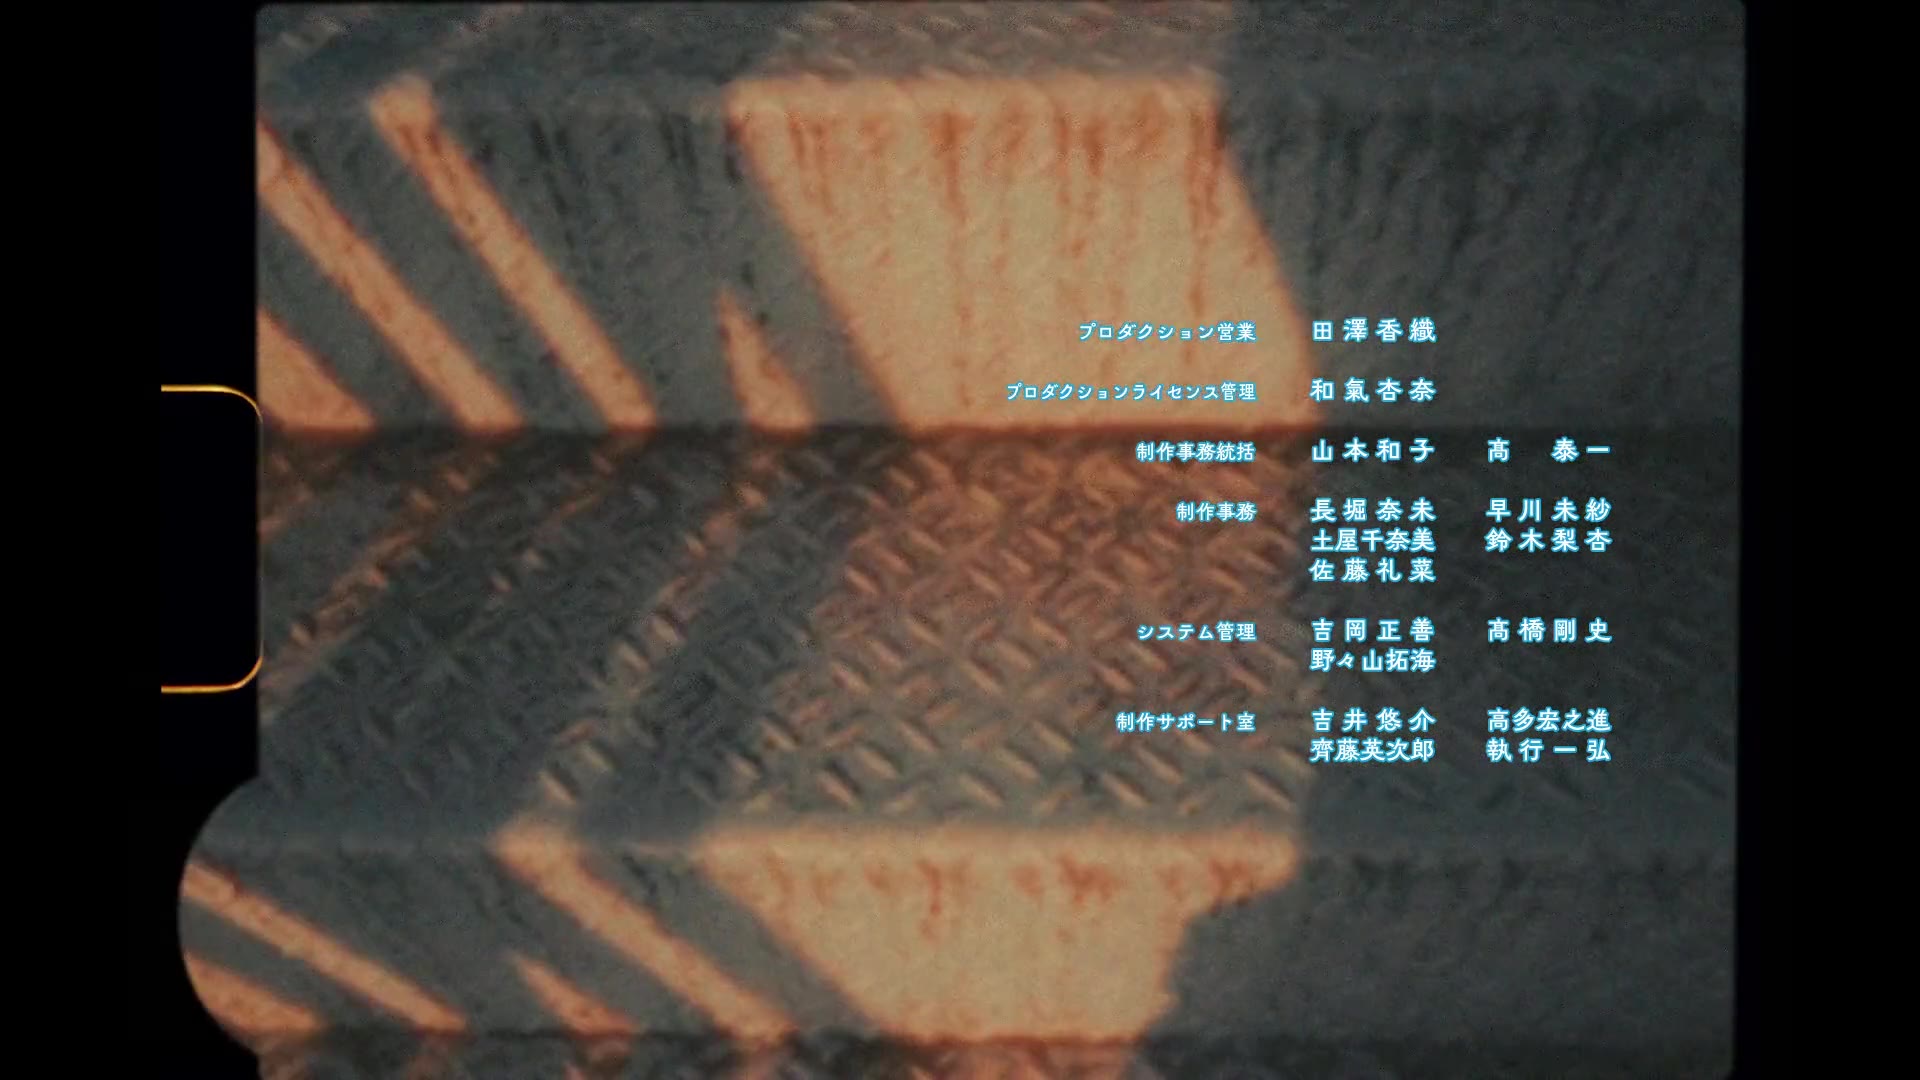 プロダクション営業 田澤香織
プロダクションライセンス管理 和氣杏奈
制作事務統括 山本和子 髙 泰一
制作事務 長堀奈未 早川未紗
土屋千奈美 鈴木梨杏
佐藤礼菜
システム管理 吉岡正善 髙橋剛史
野々山拓海
制作サポート室 吉井悠介 高多宏之進
齊藤英次郎 執行一弘